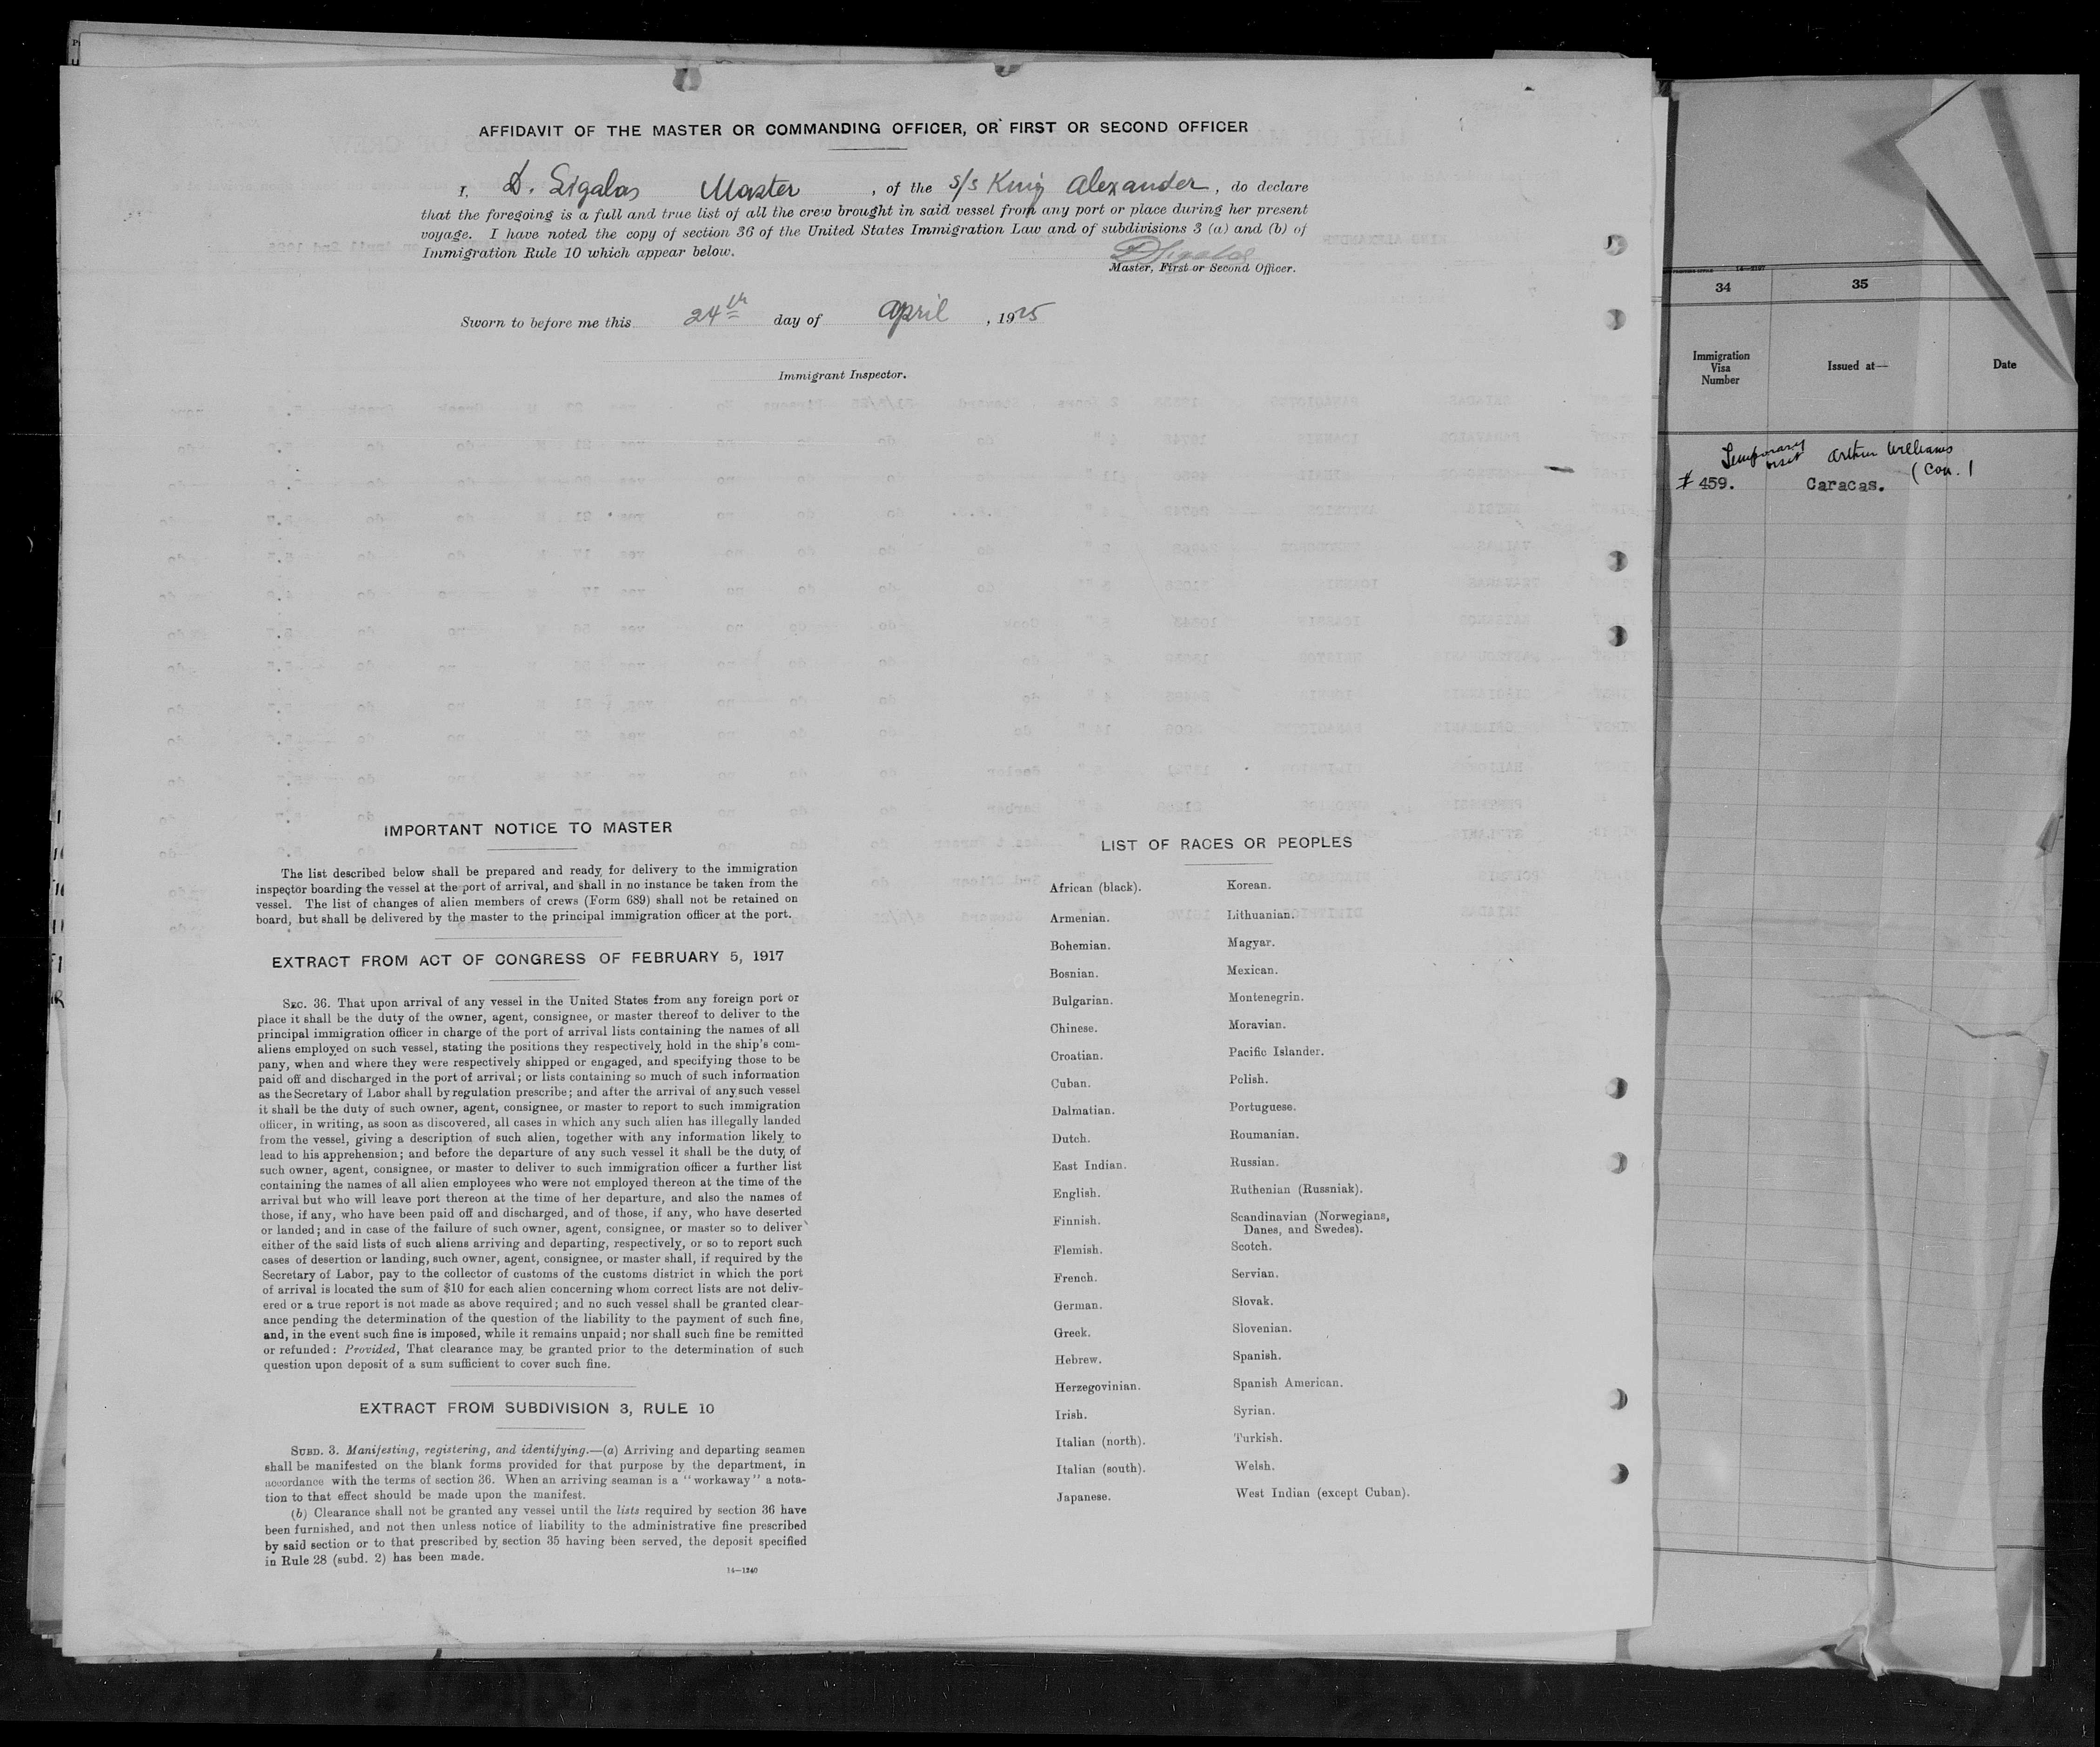 AFFIDAVIT OF THE MASTER OR COMMANDING OFFICER, OR FIRST OR SECOND OFFICER
I, D. Sigalas Master, of the s/s King Alexander, do declare
that the foregoing is a full and true list of all the crew brought in said vessel from any port or place during her present
voyage. I have noted the copy of section 36 of the United States Immigration Law and of subdivisions 3 (a) and (b) of
Immigration Rule 10 which appear below.
DSigalas
Master, First or Second Officer.
Sworn to before me this 24th day of April, 1925
Immigrant Inspector.
IMPORTANT NOTICE TO MASTER
The list described below shall be prepared and ready for delivery to the immigration
inspector boarding the vessel at the port of arrival, and shall in no instance be taken from the
vessel. The list of changes of alien members of crews (Form 689) shall not be retained on
board, but shall be delivered by the master to the principal immigration officer at the port.
EXTRACT FROM ACT OF CONGRESS OF FEBRUARY 5, 1917
SEC. 36. That upon arrival of any vessel in the United States from any foreign port or
place it shall be the duty of the owner, agent, consignee, or master thereof to deliver to the
principal immigration officer in charge of the port of arrival lists containing the names of all
aliens employed on such vessel, stating the positions they respectively hold in the ship's com-
pany, when and where they were respectively shipped or engaged, and specifying those to be
paid off and discharged in the port of arrival; or lists containing so much of such information
as the Secretary of Labor shall by regulation prescribe; and after the arrival of any such vessel
it shall be the duty of such owner, agent, consignee, or master to report to such immigration
officer, in writing, as soon as discovered, all cases in which any such alien has illegally landed
from the vessel, giving a description of such alien, together with any information likely to
lead to his apprehension; and before the departure of any such vessel it shall be the duty of
such owner, agent, consignee, or master to deliver to such immigration officer a further list
containing the names of all alien employees who were not employed thereon at the time of the
arrival but who will leave port thereon at the time of her departure, and also the names of
those, if any, who have been paid off and discharged, and of those, if any, who have deserted
or landed; and in case of the failure of such owner, agent, consignee, or master so to deliver
either of the said lists of such aliens arriving and departing, respectively, or so to report such
cases of desertion or landing, such owner, agent, consignee, or master shall, if required by the
Secretary of Labor, pay to the collector of customs of the customs district in which the port
of arrival is located the sum of $10 for each alien concerning whom correct lists are not deliv-
ered or a true report is not made as above required; and no such vessel shall be granted clear-
ance pending the determination of the question of the liability to the payment of such fine,
and, in the event such fine is imposed, while it remains unpaid; nor shall such fine be remitted
or refunded: Provided, That clearance may be granted prior to the determination of such
question upon deposit of a sum sufficient to cover such fine.
EXTRACT FROM SUBDIVISION 3, RULE 10
SUBD. 3. Manifesting, registering, and identifying.—(a) Arriving and departing seamen
shall be manifested on the blank forms provided for that purpose by the department, in
accordance with the terms of section 36. When an arriving seaman is a "workaway" a nota-
tion to that effect should be made upon the manifest.
(b) Clearance shall not be granted any vessel until the lists required by section 36 have
been furnished, and not then unless notice of liability to the administrative fine prescribed
by said section or to that prescribed by section 35 having been served, the deposit specified
in Rule 28 (subd. 2) has been made.
14—1240
LIST OF RACES OR PEOPLES
African (black).
Armenian.
Bohemian.
Bosnian.
Bulgarian.
Chinese.
Croatian.
Cuban.
Dalmatian.
Dutch.
East Indian.
English.
Finnish.
Flemish.
French.
German.
Greek.
Hebrew.
Herzegovinian.
Irish.
Italian (north).
Italian (south).
Japanese.
Korean.
Lithuanian.
Magyar.
Mexican.
Montenegrin.
Moravian.
Pacific Islander.
Polish.
Portuguese.
Roumanian.
Russian.
Ruthenian (Russniak).
Scandinavian (Norwegians,
Danes, and Swedes).
Scotch.
Servian.
Slovak.
Slovenian.
Spanish.
Spanish American.
Syrian.
Turkish.
Welsh.
West Indian (except Cuban).
34 35
Immigration
Visa
Number
Issued at—
Date
Temporary
visit
Arthur Williams
(Con.)
# 459. Caracas.